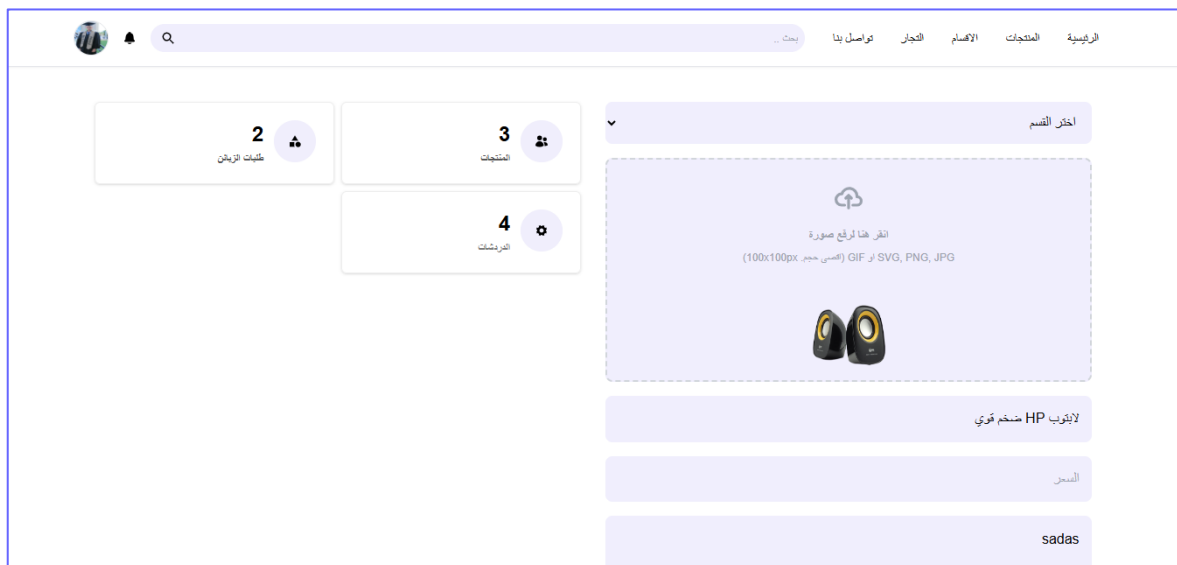 الرئيسية
المنتجات
الاقسام
التجار
تواصل بنا
بحث ..
اختر القسم
انقر هنا لرفع صورة
SVG, PNG, JPG او GIF (اقصى حجم. 100x100px)
لابتوب HP ضخم قوي
السعر
sadas
3
المنتجات
2
طلبات الزبائن
4
الدردشات